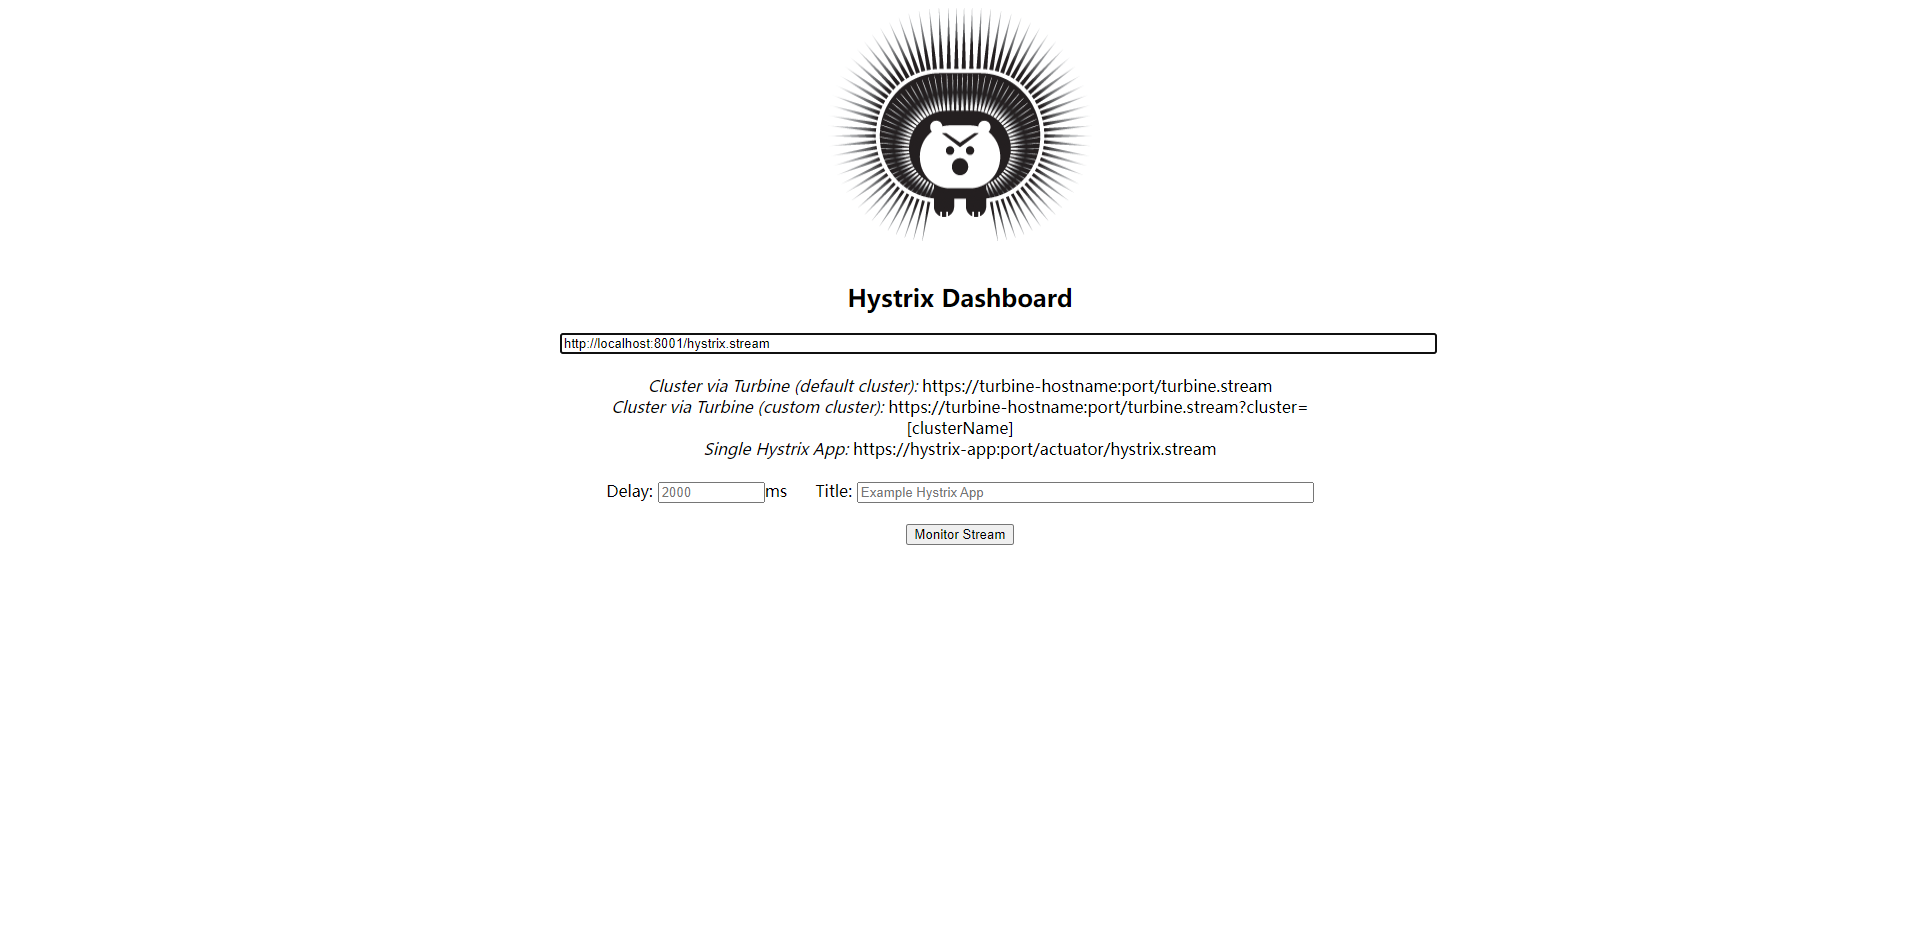 Hystrix Dashboard
http://localhost:8001/hystrix.stream
Cluster via Turbine (default cluster): https://turbine-hostname:port/turbine.stream
Cluster via Turbine (custom cluster): https://turbine-hostname:port/turbine.stream?cluster=
[clusterName]
Single Hystrix App: https://hystrix-app:port/actuator/hystrix.stream
Delay: 2000 ms Title: Example Hystrix App
Monitor Stream